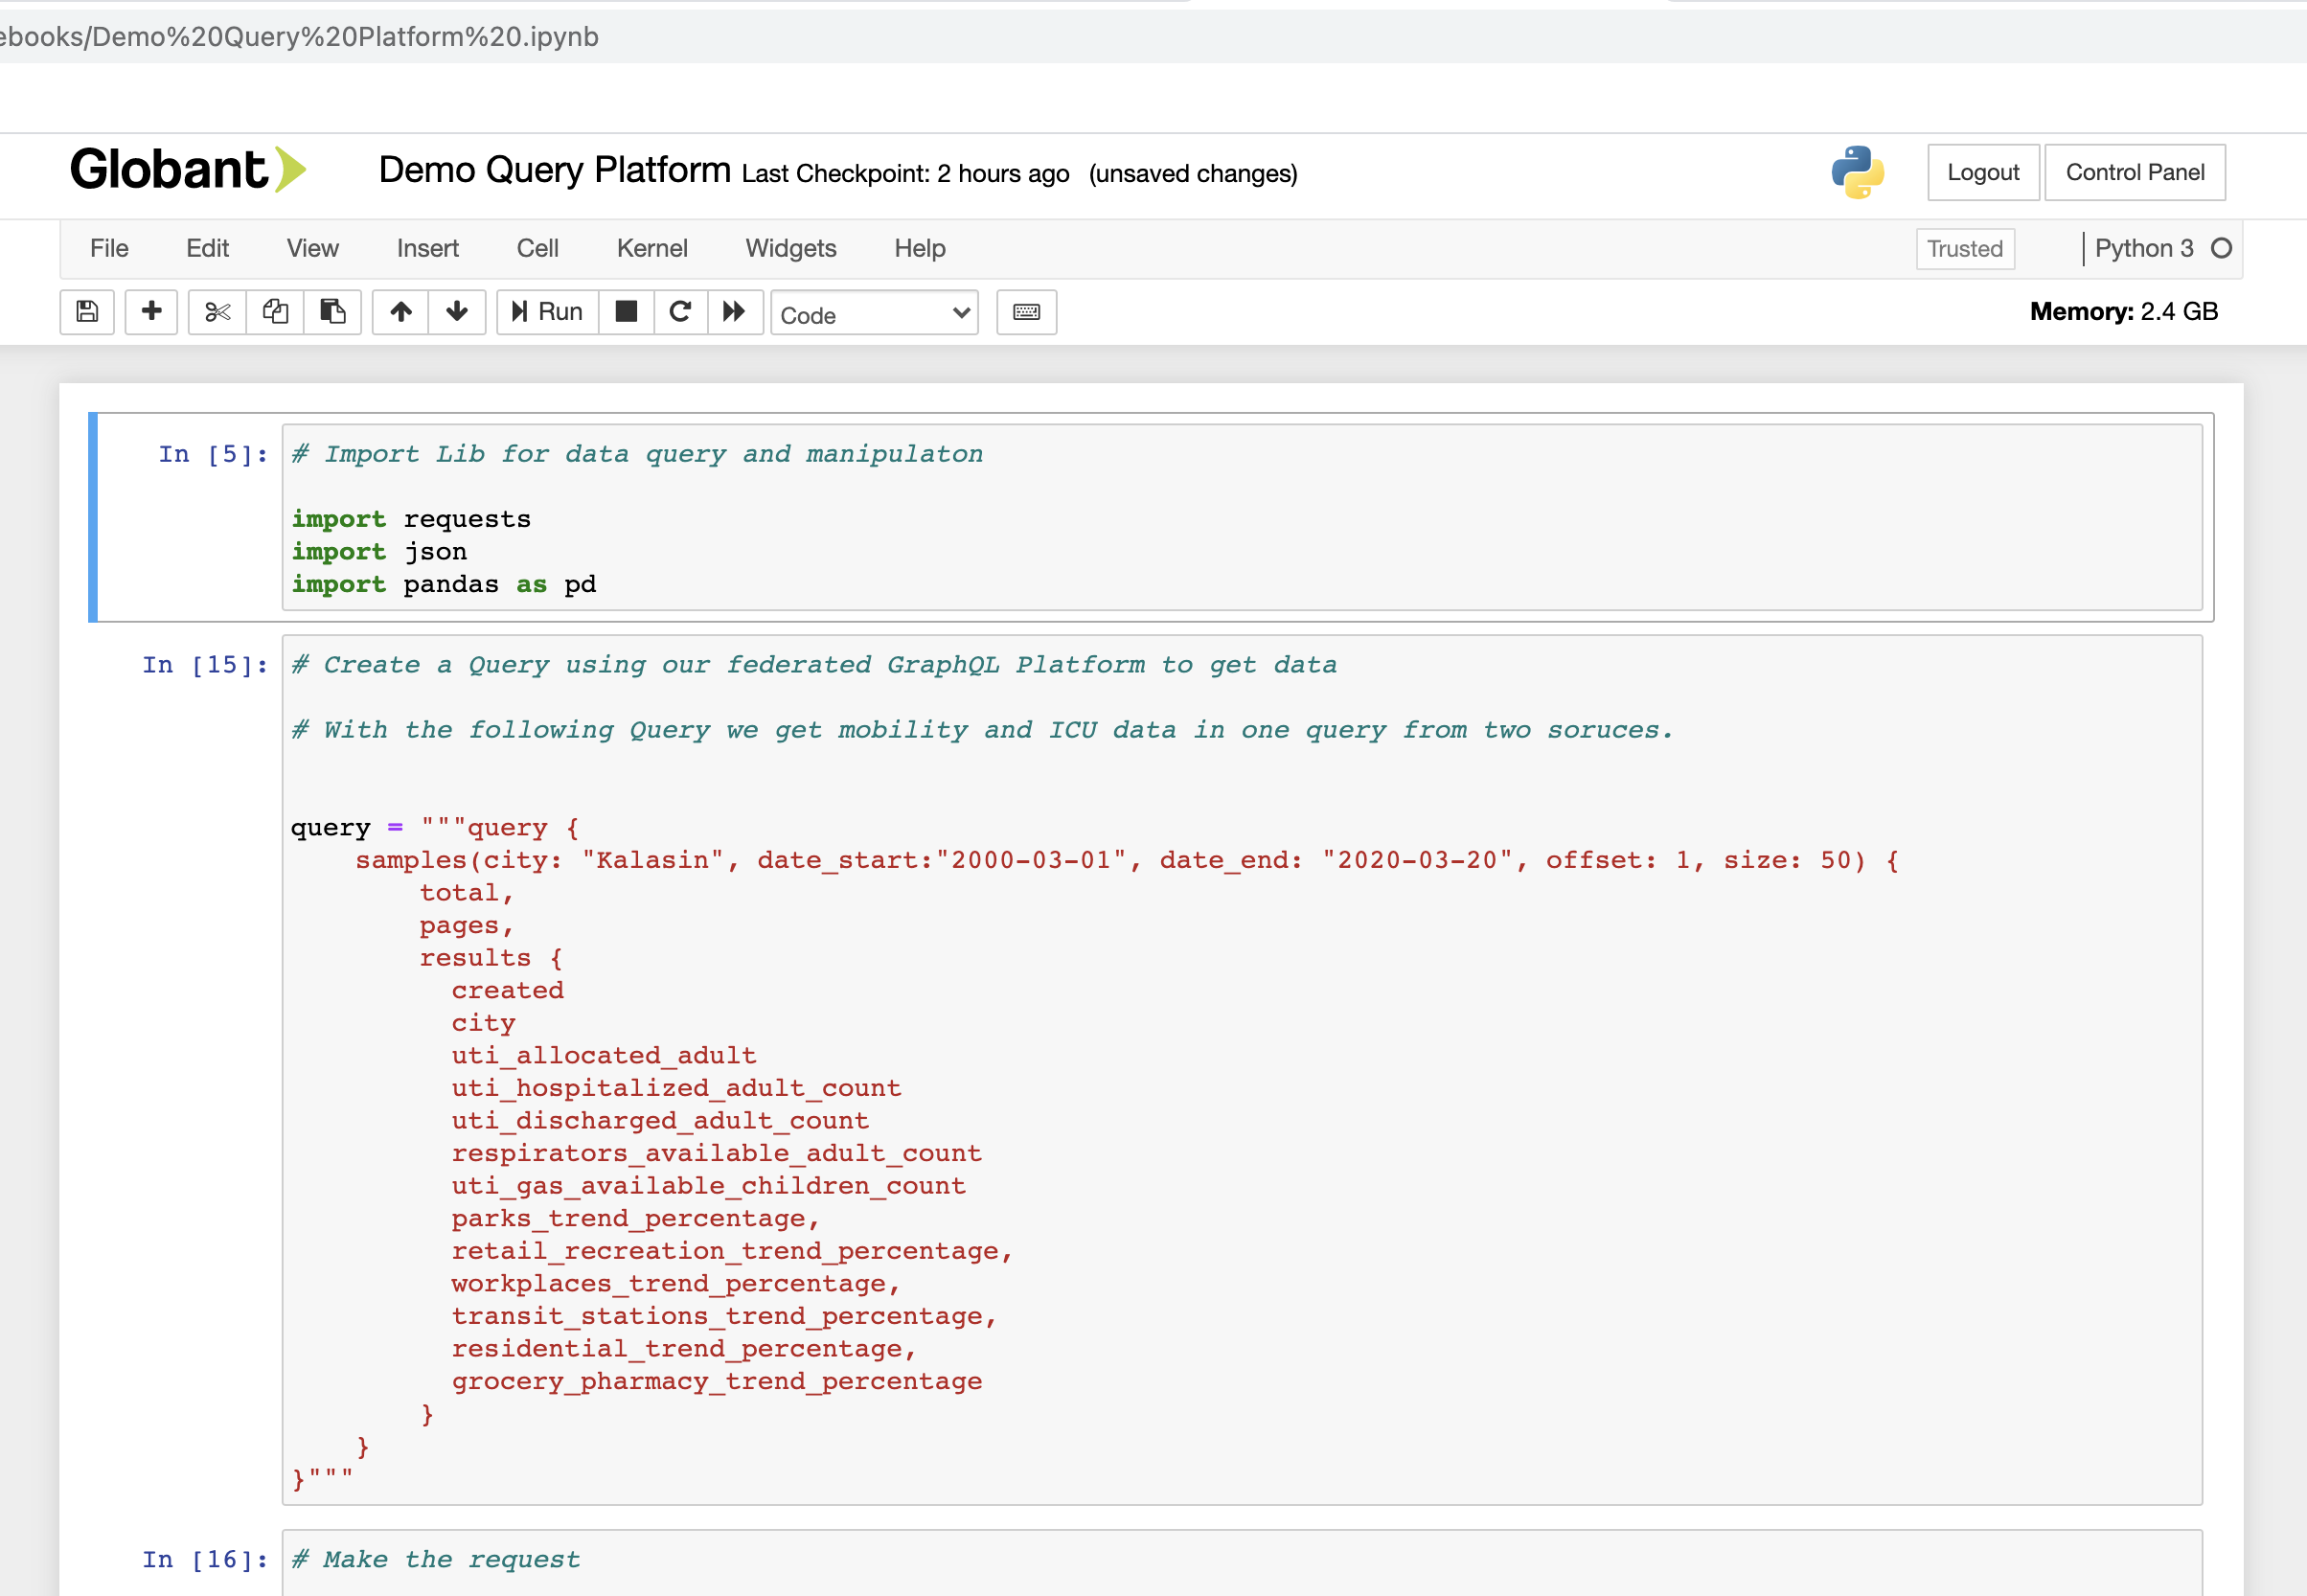 ebooks/Demo%20Query%20Platform%20.ipynb
Globant
Demo Query Platform Last Checkpoint: 2 hours ago (unsaved changes)
Logout
Control Panel
File Edit View Insert Cell Kernel Widgets Help
Trusted
Python 3
Run
Code
Memory: 2.4 GB
In [5]:
# Import Lib for data query and manipulaton
import requests
import json
import pandas as pd
In [15]:
# Create a Query using our federated GraphQL Platform to get data
# With the following Query we get mobility and ICU data in one query from two soruces.
query = """query {
samples(city: "Kalasin", date_start:"2000-03-01", date_end: "2020-03-20", offset: 1, size: 50) {
total,
pages,
results {
created
city
uti_allocated_adult
uti_hospitalized_adult_count
uti_discharged_adult_count
respirators_available_adult_count
uti_gas_available_children_count
parks_trend_percentage,
retail_recreation_trend_percentage,
workplaces_trend_percentage,
transit_stations_trend_percentage,
residential_trend_percentage,
grocery_pharmacy_trend_percentage
}
}
}"""
In [16]:
# Make the request